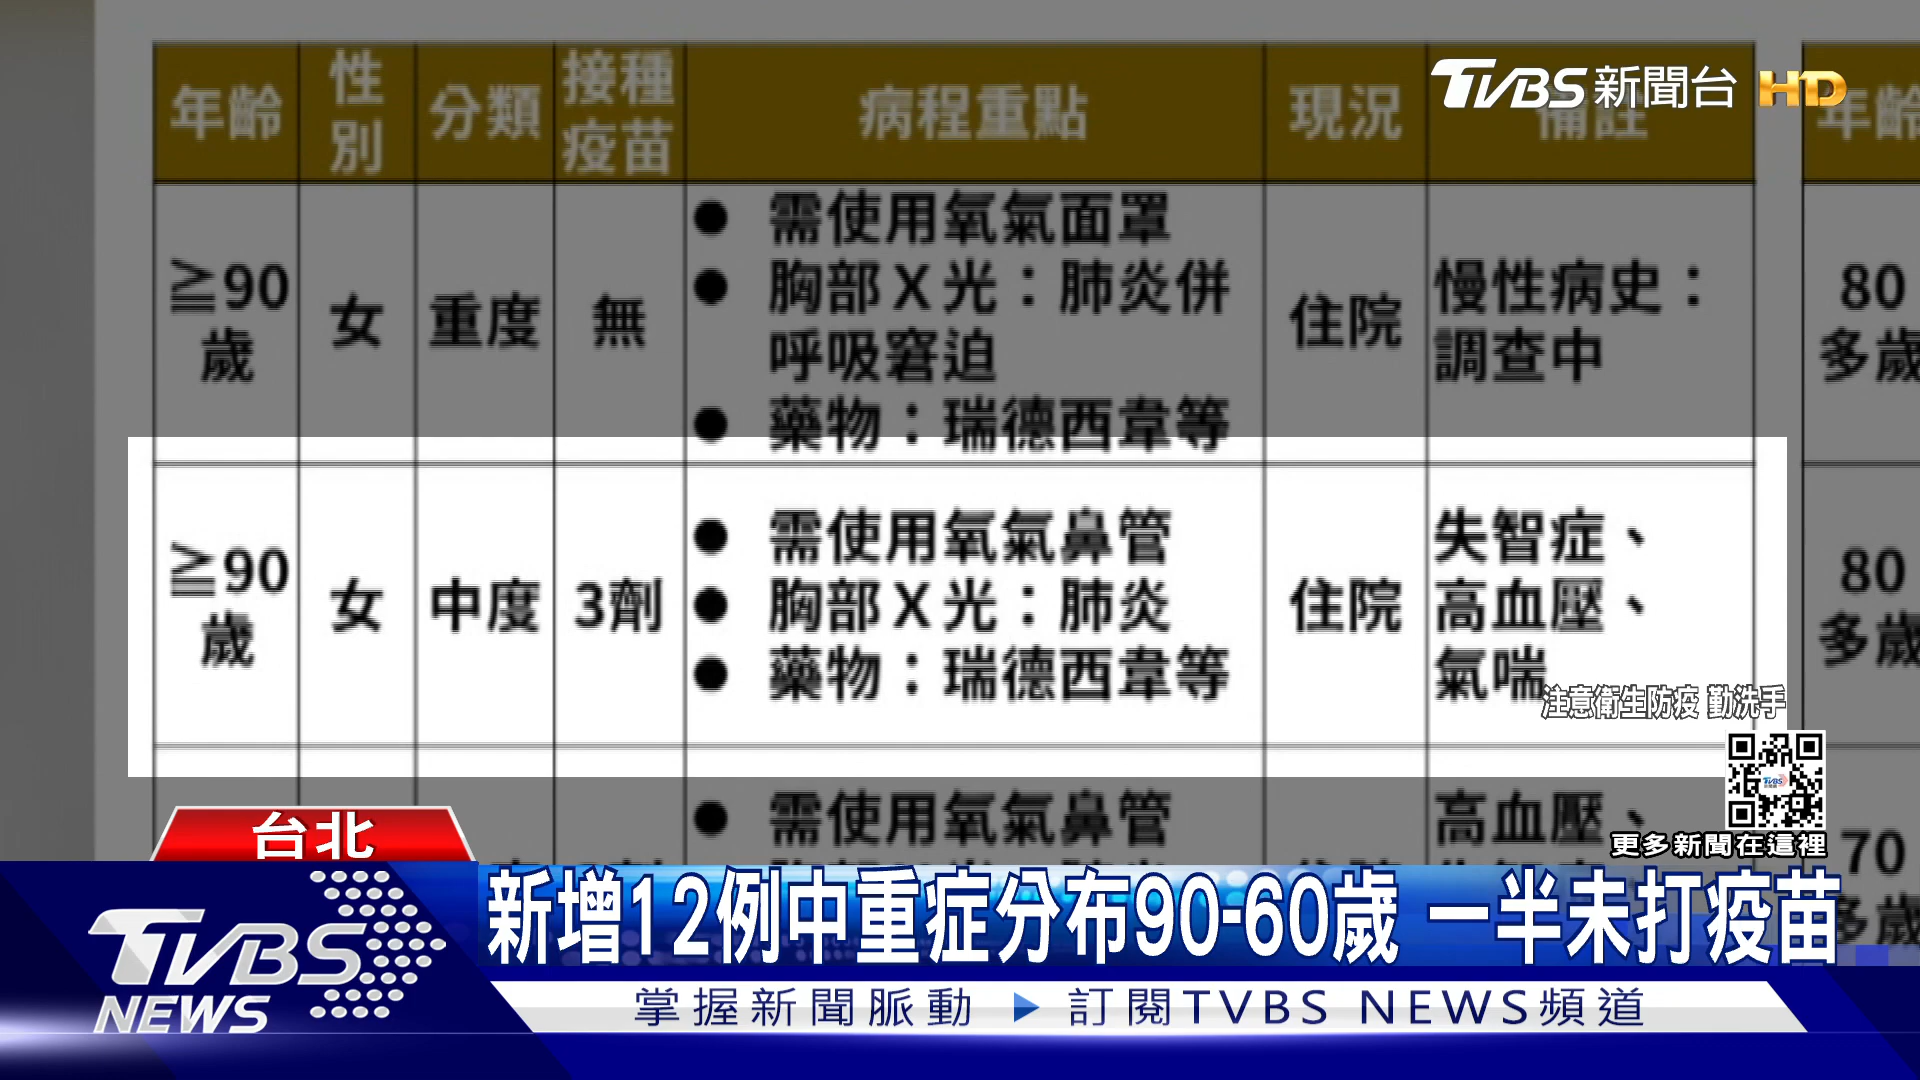 TVBS新聞台 HD
年齡 性別 分類 接種疫苗 病程重點 現況 備註 年齡
≧90歲 女 重度 無
● 需使用氧氣面罩
● 胸部X光：肺炎併
呼吸窘迫
● 藥物：瑞德西韋等
住院
慢性病史：
調查中
80
多歲
≧90歲 女 中度 3劑
● 需使用氧氣鼻管
● 胸部X光：肺炎
● 藥物：瑞德西韋等
住院
失智症、
高血壓、
氣喘
80
多歲
注意衛生防疫 勤洗手
● 需使用氧氣鼻管
高血壓、
70
多歲
TVBS
更多新聞在這裡
台北
新增12例中重症分布90-60歲 一半未打疫苗
TVBS
NEWS
掌握新聞脈動 ▶ 訂閱TVBS NEWS頻道